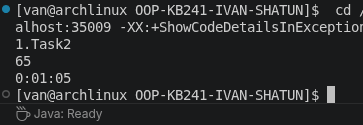 [van@archlinux OOP-KB241-IVAN-SHATUN]$ cd /
alhost:35009 -XX:+ShowCodeDetailsInException
1.Task2
65
0:01:05
[van@archlinux OOP-KB241-IVAN-SHATUN]$
Java: Ready